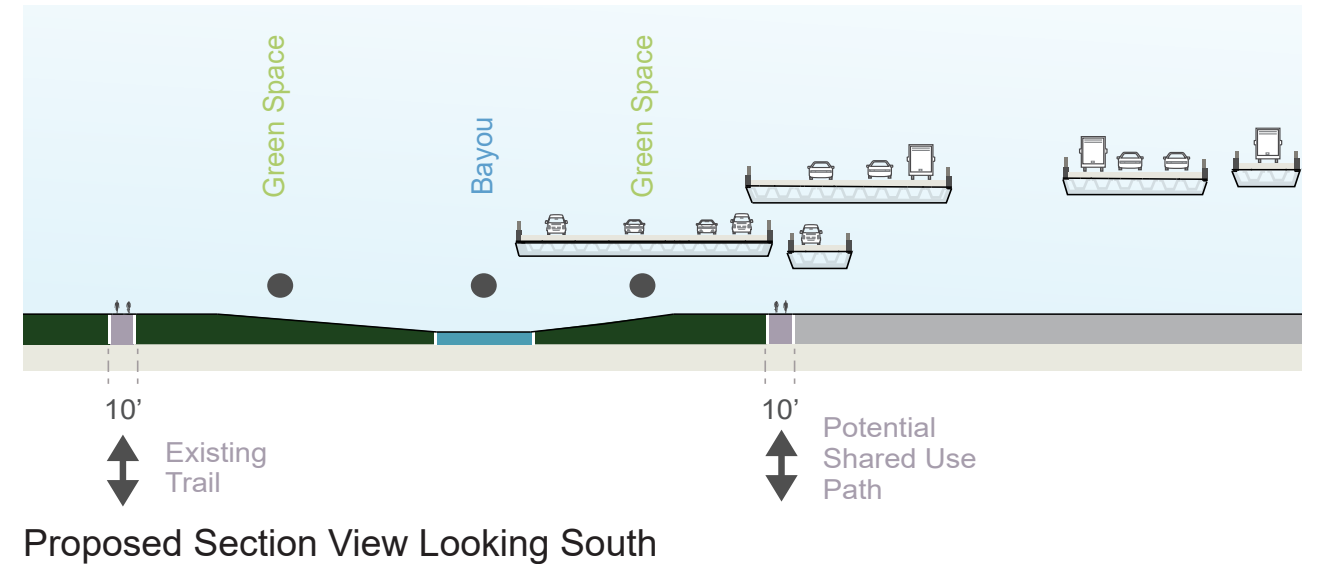 Green Space
Bayou
Green Space
10’
Existing
Trail
10’
Potential
Shared Use
Path
Proposed Section View Looking South